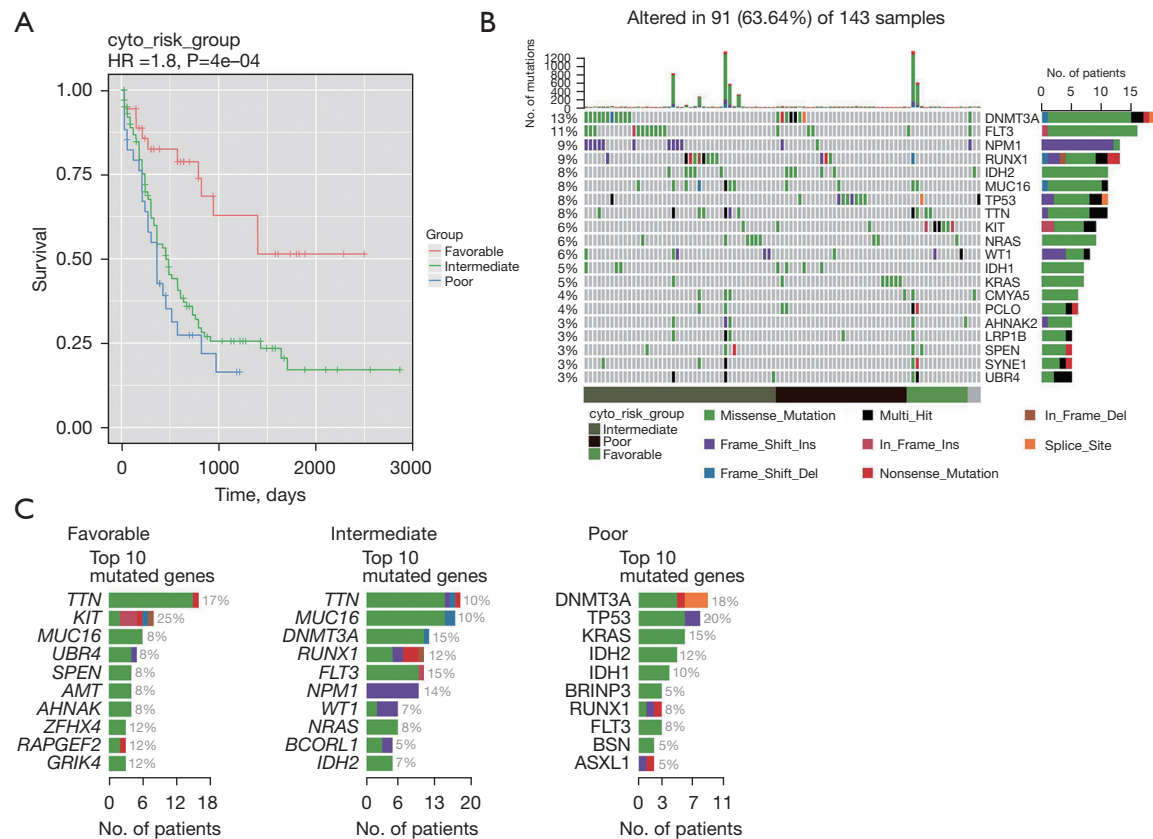 A
cyto_risk_group
HR =1.8, P=4e–04
1.00
0.75
0.50
0.25
0.00
Survival
0
1000
2000
3000
Time, days
Group
Favorable
Intermediate
Poor
B
Altered in 91 (63.64%) of 143 samples
No. of mutations
1200
1000
800
600
400
200
0
No. of patients
0 5 10 15
13% DNMT3A
11% FLT3
9% NPM1
9% RUNX1
8% IDH2
8% MUC16
8% TP53
8% TTN
6% KIT
6% NRAS
6% WT1
5% IDH1
5% KRAS
4% CMYA5
4% PCLO
3% AHNAK2
3% LRP1B
3% SPEN
3% SYNE1
3% UBR4
cyto_risk_group
Intermediate
Poor
Favorable
Missense_Mutation
Frame_Shift_Ins
Frame_Shift_Del
Multi_Hit
In_Frame_Ins
Nonsense_Mutation
In_Frame_Del
Splice_Site
C
Favorable
Top 10
mutated genes
TTN 17%
KIT 25%
MUC16 8%
UBR4 8%
SPEN 8%
AMT 8%
AHNAK 8%
ZFHX4 12%
RAPGEF2 12%
GRIK4 12%
0 6 12 18
No. of patients
Intermediate
Top 10
mutated genes
TTN 10%
MUC16 10%
DNMT3A 15%
RUNX1 12%
FLT3 15%
NPM1 14%
WT1 7%
NRAS 8%
BCORL1 5%
IDH2 7%
0 6 13 20
No. of patients
Poor
Top 10
mutated genes
DNMT3A 18%
TP53 20%
KRAS 15%
IDH2 12%
IDH1 10%
BRINP3 5%
RUNX1 8%
FLT3 8%
BSN 5%
ASXL1 5%
0 3 7 11
No. of patients